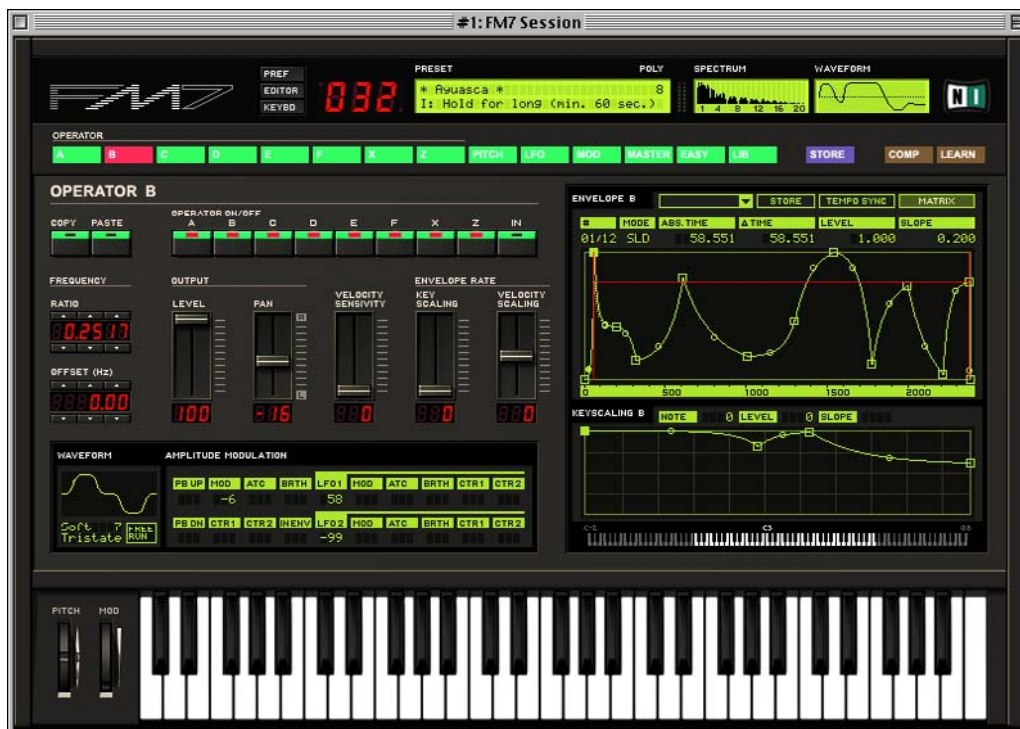 #1: FM7 Session
FM7
PREF
EDITOR
KEYBD
032
PRESET POLY
* Ayuasca * 8
I: Hold for long (min. 60 sec.)
SPECTRUM
1 4 8 12 16 20
WAVEFORM
NI
OPERATOR
A B C D E F X Z PITCH LFO MOD MASTER EASY LIB STORE COMP LEARN
OPERATOR B
COPY PASTE
OPERATOR ON/OFF
A B C D E F X Z IN
FREQUENCY
RATIO
0.2517
OFFSET (Hz)
0.00
OUTPUT
LEVEL PAN
R
L
100 -16
VELOCITY SENSIVITY
0
ENVELOPE RATE
KEY SCALING
VELOCITY SCALING
0 0
WAVEFORM
Soft 7
Tristate
FREE RUN
AMPLITUDE MODULATION
PB UP MOD ATC BRTH LFO1 MOD ATC BRTH CTR1 CTR2
-6 58
PB DN CTR1 CTR2 INENV LFO2 MOD ATC BRTH CTR1 CTR2
-99
ENVELOPE B STORE TEMPO SYNC MATRIX
# MODE ABS.TIME Δ TIME LEVEL SLOPE
01/12 SLD 58.551 58.551 1.000 0.200
0 500 1000 1500 2000
KEYSCALING B NOTE 0 LEVEL 0 SLOPE
C-2 C3 G8
PITCH MOD